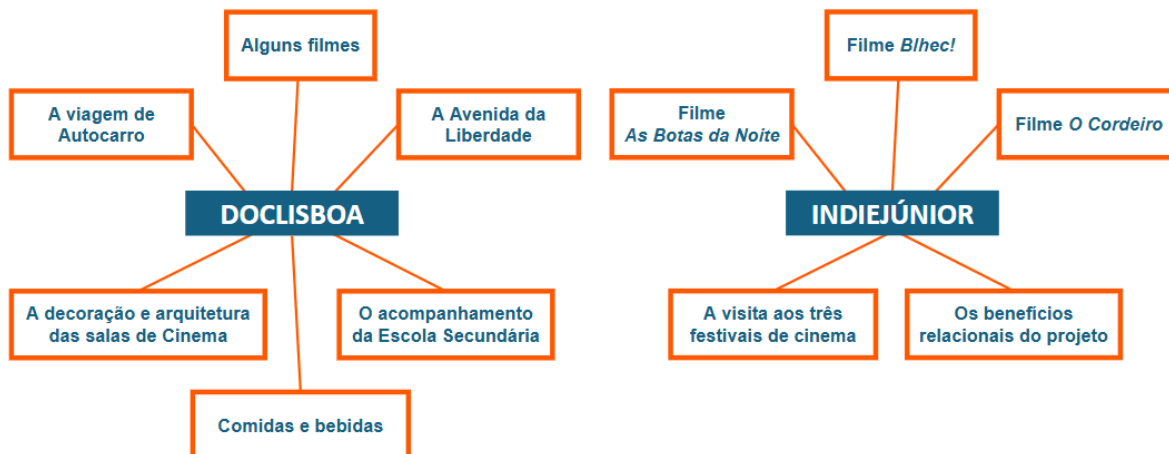 Alguns filmes
A viagem de
Autocarro
A Avenida da
Liberdade
DOCLISBOA
A decoração e arquitetura
das salas de Cinema
O acompanhamento
da Escola Secundária
Comidas e bebidas
Filme Blhec!
Filme
As Botas da Noite
Filme O Cordeiro
INDIEJÚNIOR
A visita aos três
festivais de cinema
Os benefícios
relacionais do projeto